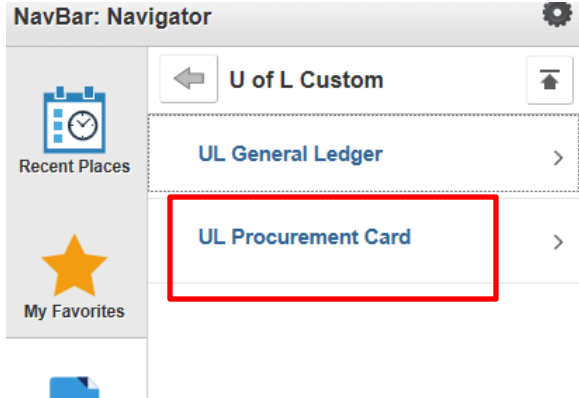 NavBar: Navigator
U of L Custom
Recent Places
UL General Ledger
UL Procurement Card
My Favorites